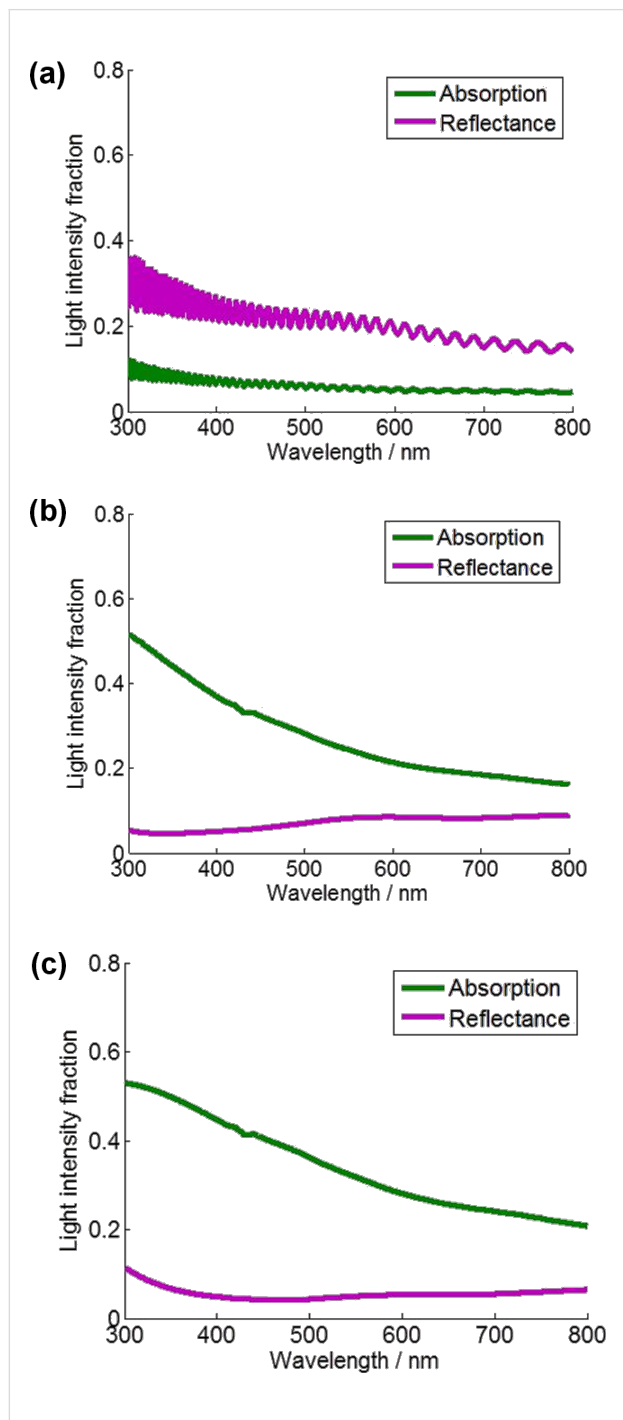 (a)
0.8
0.6
0.4
0.2
0
Light intensity fraction
Absorption
Reflectance
300 400 500 600 700 800
Wavelength / nm
(b)
0.8
0.6
0.4
0.2
0
Light intensity fraction
Absorption
Reflectance
300 400 500 600 700 800
Wavelength / nm
(c)
0.8
0.6
0.4
0.2
0
Light intensity fraction
Absorption
Reflectance
300 400 500 600 700 800
Wavelength / nm